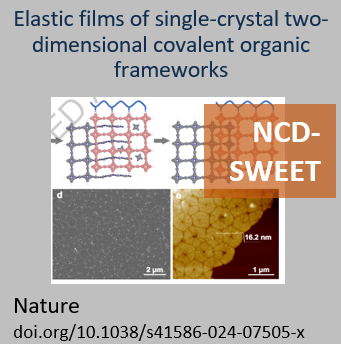 Elastic films of single-crystal two-
dimensional covalent organic
frameworks
NCD-
SWEET
d
2 µm
e
16.2 nm
1 µm
Nature
doi.org/10.1038/s41586-024-07505-x